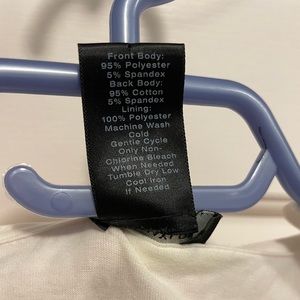 Front Body:
95% Polyester
5% Spandex
Back Body:
95% Cotton
5% Spandex
Lining:
100% Polyester
Machine Wash
Cold
Gentle Cycle
Only Non-
Chlorine Bleach
When Needed
Tumble Dry Low
Cool Iron
If Needed